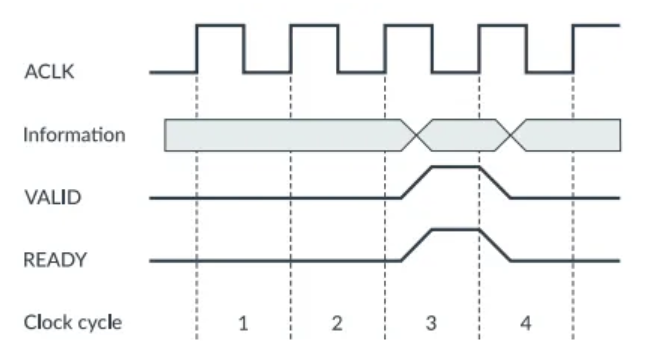 ACLK
Information
VALID
READY
Clock cycle 1 2 3 4